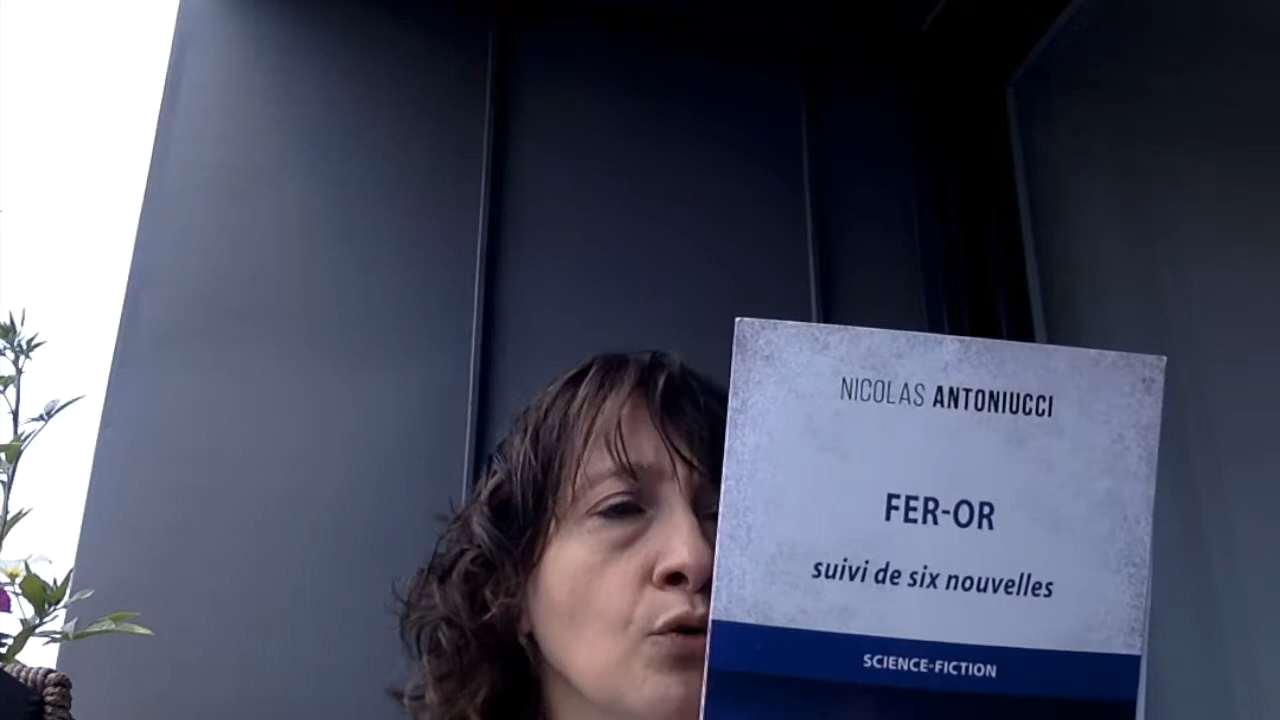 NICOLAS ANTONIUCCI
FER-OR
suivi de six nouvelles
SCIENCE-FICTION